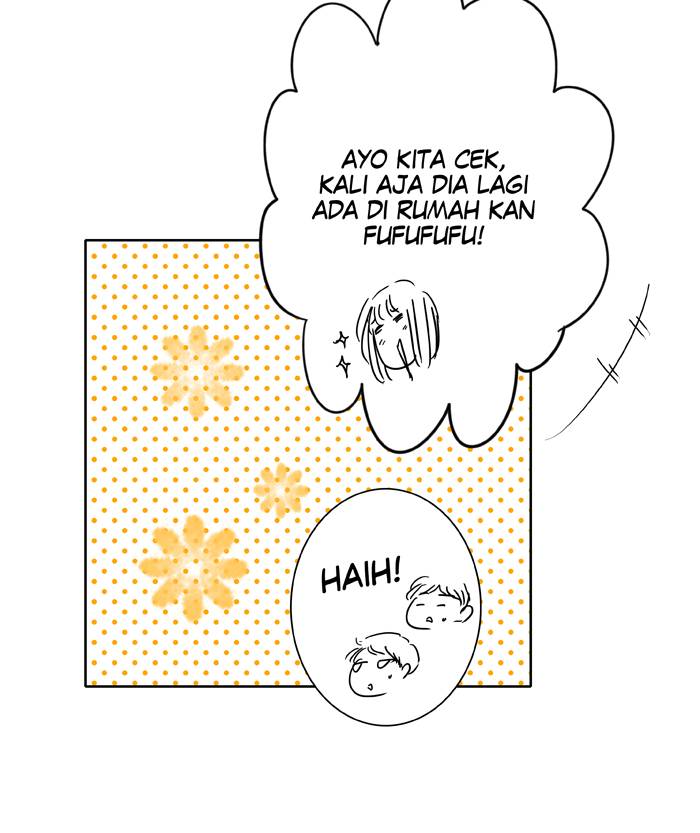 AYO KITA CEK,
KALI AJA DIA LAGI
ADA DI RUMAH KAN
FUFUFUFU!
HAIH!